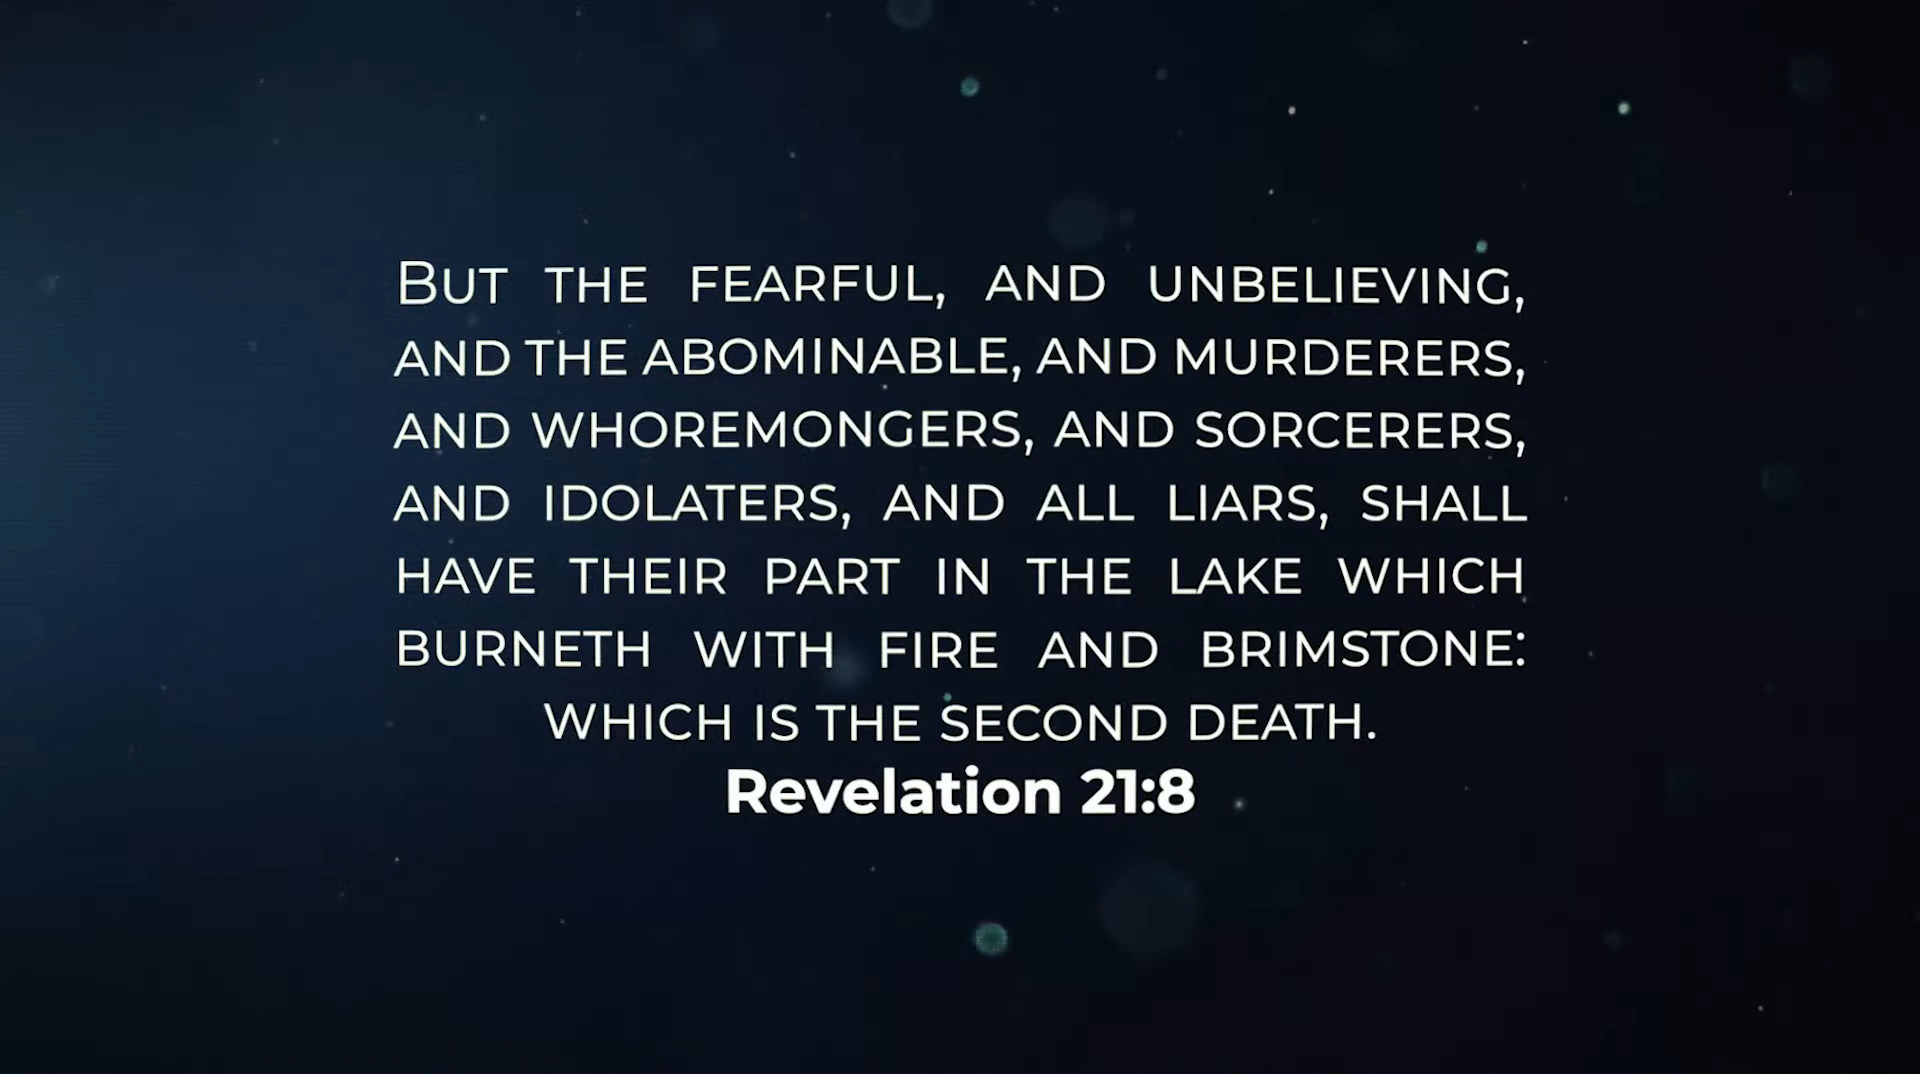 But the fearful, and unbelieving,
and the abominable, and murderers,
and whoremongers, and sorcerers,
and idolaters, and all liars, shall
have their part in the lake which
burneth with fire and brimstone:
which is the second death.
Revelation 21:8